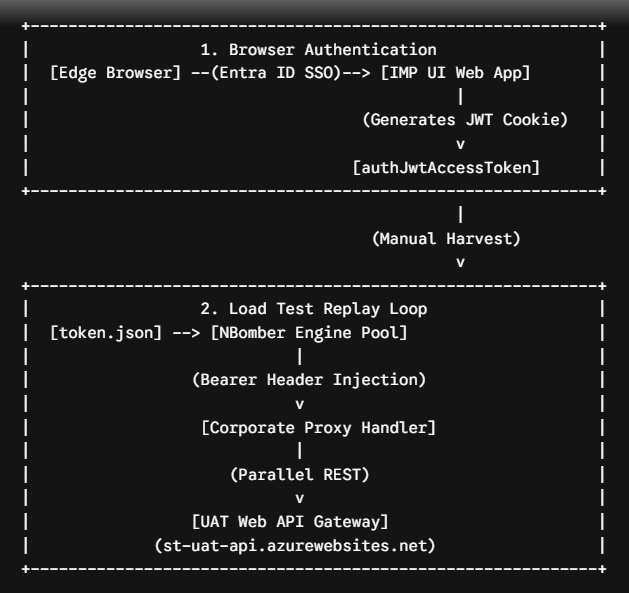 1. Browser Authentication
[Edge Browser] --(Entra ID SSO)--> [IMP UI Web App]
(Generates JWT Cookie)
v
[authJwtAccessToken]
(Manual Harvest)
v
2. Load Test Replay Loop
[token.json] --> [NBomber Engine Pool]
(Bearer Header Injection)
v
[Corporate Proxy Handler]
(Parallel REST)
v
[UAT Web API Gateway]
(st-uat-api.azurewebsites.net)